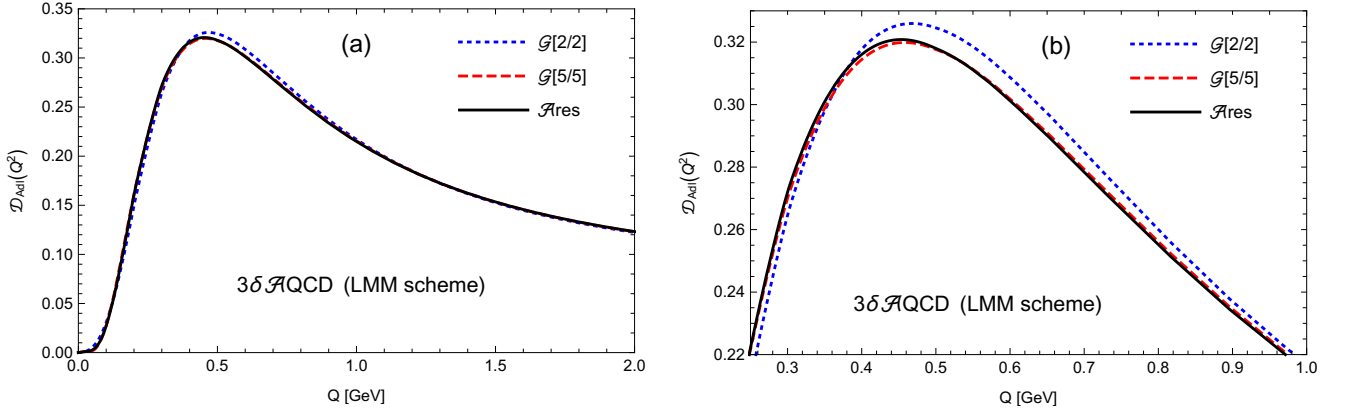 (a)
𝒢[2/2]
𝒢[5/5]
𝒜res
3δ𝒜QCD (LMM scheme)
𝒟Adl(Q²)
0.35
0.30
0.25
0.20
0.15
0.10
0.05
0.00
0.0 0.5 1.0 1.5 2.0
Q [GeV]
(b)
𝒢[2/2]
𝒢[5/5]
𝒜res
3δ𝒜QCD (LMM scheme)
𝒟Adl(Q²)
0.32
0.30
0.28
0.26
0.24
0.22
0.3 0.4 0.5 0.6 0.7 0.8 0.9 1.0
Q [GeV]